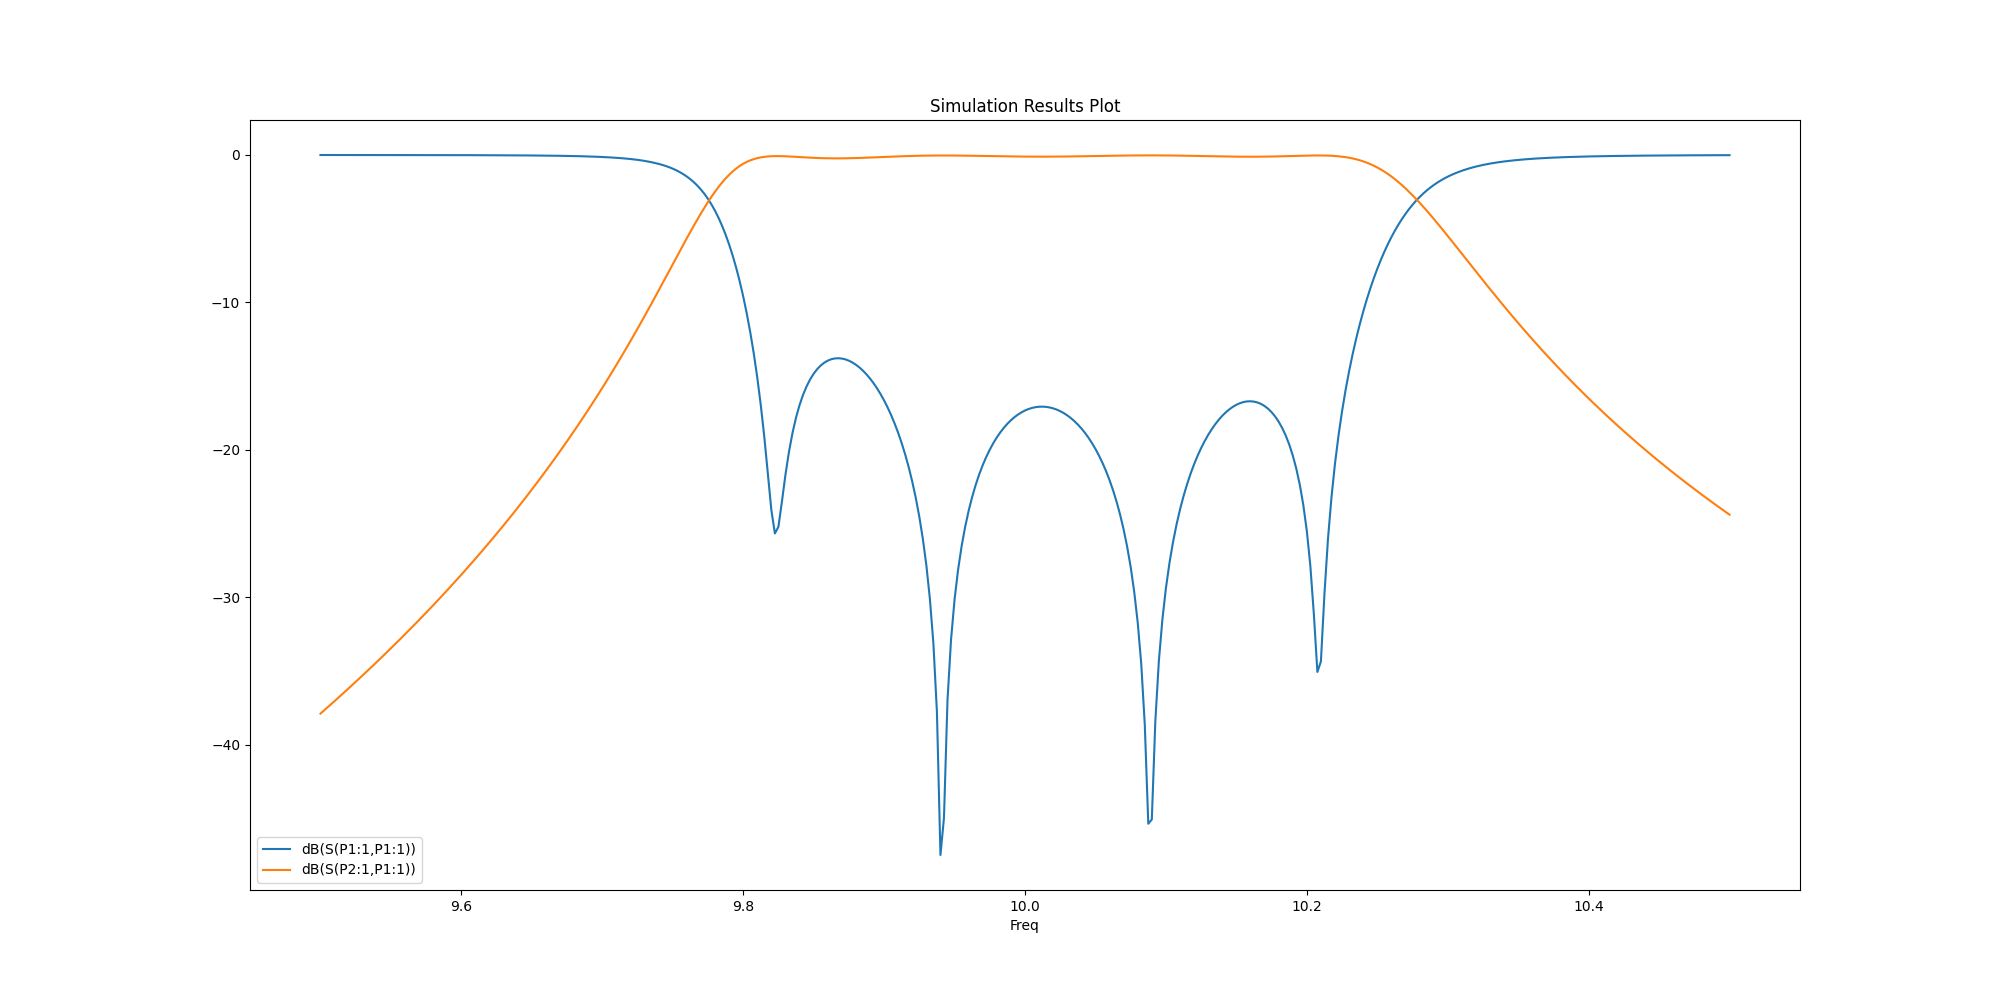 Simulation Results Plot
0
−10
−20
−30
−40
dB(S(P1:1,P1:1))
dB(S(P2:1,P1:1))
9.6 9.8 10.0 10.2 10.4
Freq